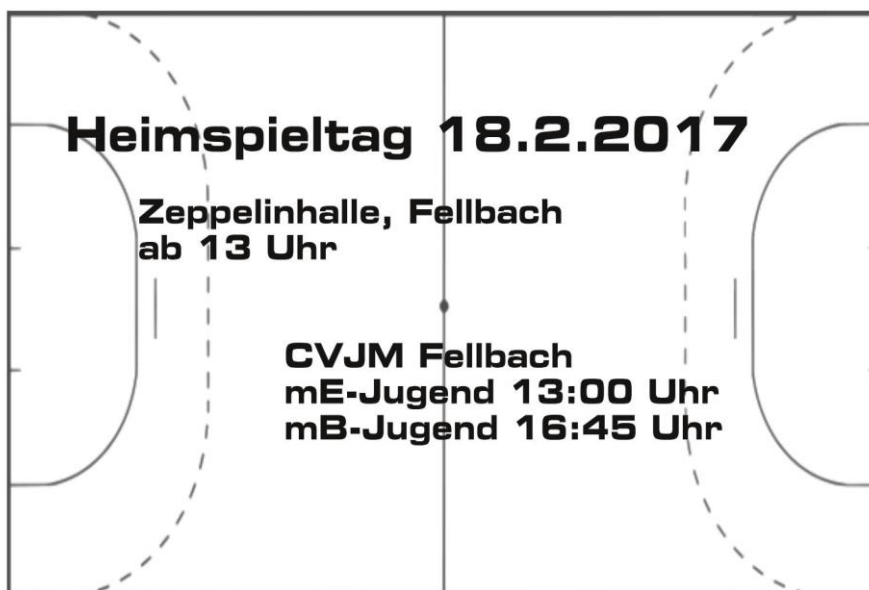 Heimspieltag 18.2.2017
Zeppelinhalle, Fellbach
ab 13 Uhr
CVJM Fellbach
mE-Jugend 13:00 Uhr
mB-Jugend 16:45 Uhr